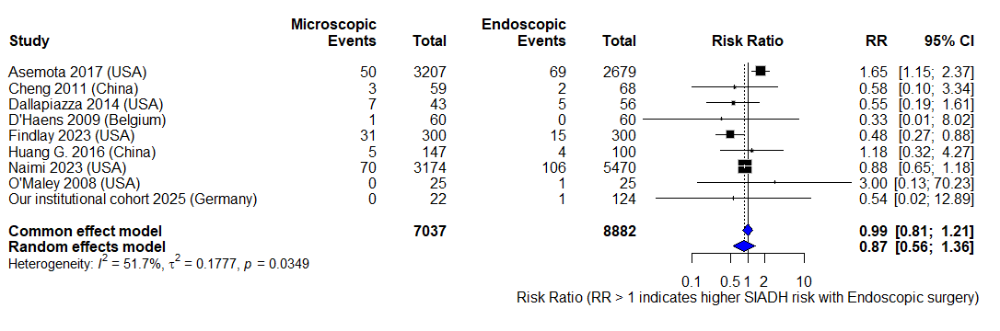 Microscopic Endoscopic
Study Events Total Events Total Risk Ratio RR 95% CI
Asemota 2017 (USA) 50 3207 69 2679 1.65 [1.15; 2.37]
Cheng 2011 (China) 3 59 2 68 0.58 [0.10; 3.34]
Dallapiazza 2014 (USA) 7 43 5 56 0.55 [0.19; 1.61]
D'Haens 2009 (Belgium) 1 60 0 60 0.33 [0.01; 8.02]
Findlay 2023 (USA) 31 300 15 300 0.48 [0.27; 0.88]
Huang G. 2016 (China) 5 147 4 100 1.18 [0.32; 4.27]
Naimi 2023 (USA) 70 3174 106 5470 0.88 [0.65; 1.18]
O'Maley 2008 (USA) 0 25 1 25 3.00 [0.13; 70.23]
Our institutional cohort 2025 (Germany) 0 22 1 124 0.54 [0.02; 12.89]
Common effect model 7037 8882 0.99 [0.81; 1.21]
Random effects model 0.87 [0.56; 1.36]
Heterogeneity: I² = 51.7%, τ² = 0.1777, p = 0.0349
0.1 0.5 1 2 10
Risk Ratio (RR > 1 indicates higher SIADH risk with Endoscopic surgery)